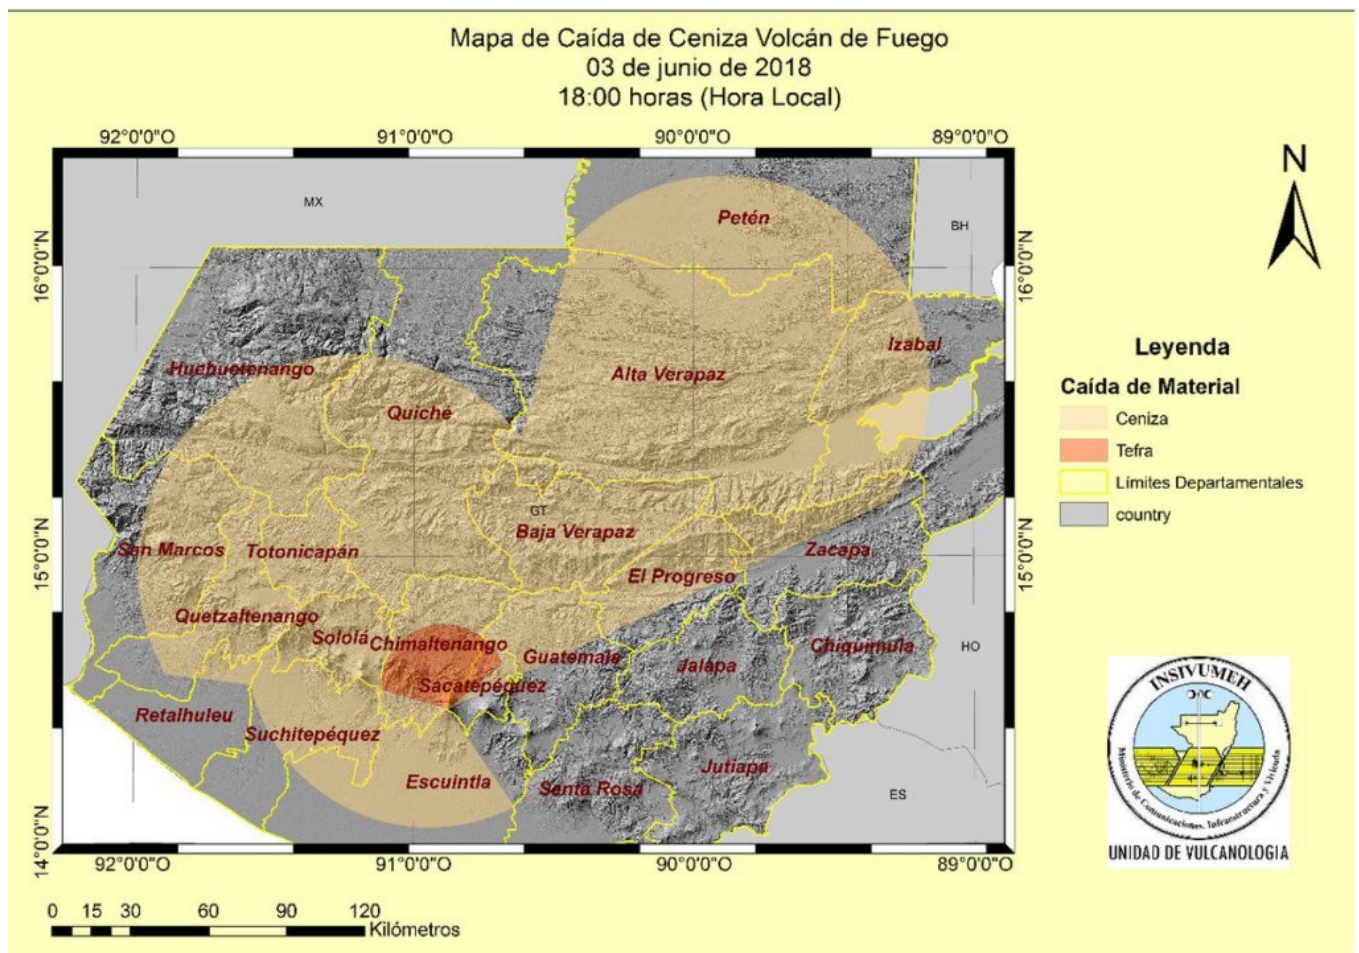 Mapa de Caída de Ceniza Volcán de Fuego
03 de junio de 2018
18:00 horas (Hora Local)
92°0'0"O 91°0'0"O 90°0'0"O 89°0'0"O
N
MX
Petén
BH
16°0'0"N
16°0'0"N
Izabal
Leyenda
Huehuetenango
Alta Verapaz
Caída de Material
Quiché
Ceniza
Tefra
Límites Departamentales
country
GT
Baja Verapaz
San Marcos
Totonicapán
Zacapa
15°0'0"N
15°0'0"N
El Progreso
Quetzaltenango
Sololá
Chimaltenango
Guatemala
Jalapa
Chiquimula
HO
Sacatepéquez
Retalhuleu
Suchitepéquez
Escuintla
Santa Rosa
Jutiapa
ES
14°0'0"N
14°0'0"N
92°0'0"O 91°0'0"O 90°0'0"O 89°0'0"O
INSIVUMEH
Ministerio de Comunicaciones, Infraestructura y Vivienda
UNIDAD DE VULCANOLOGIA
0 15 30 60 90 120
Kilómetros